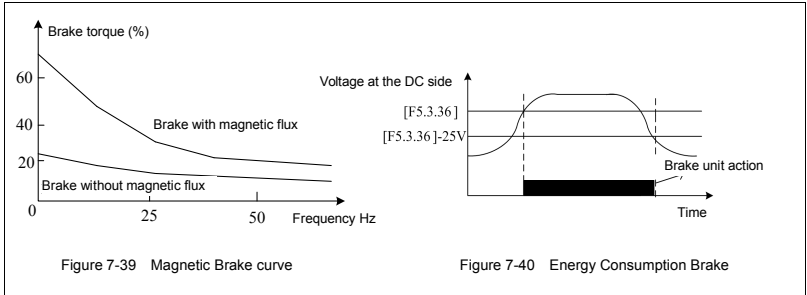 Brake torque (%)
60
40
20
0
25
50
Frequency Hz
Brake with magnetic flux
Brake without magnetic flux
Figure 7-39 Magnetic Brake curve
Voltage at the DC side
[F5.3.36]
[F5.3.36]-25V
Brake unit action
Time
Figure 7-40 Energy Consumption Brake